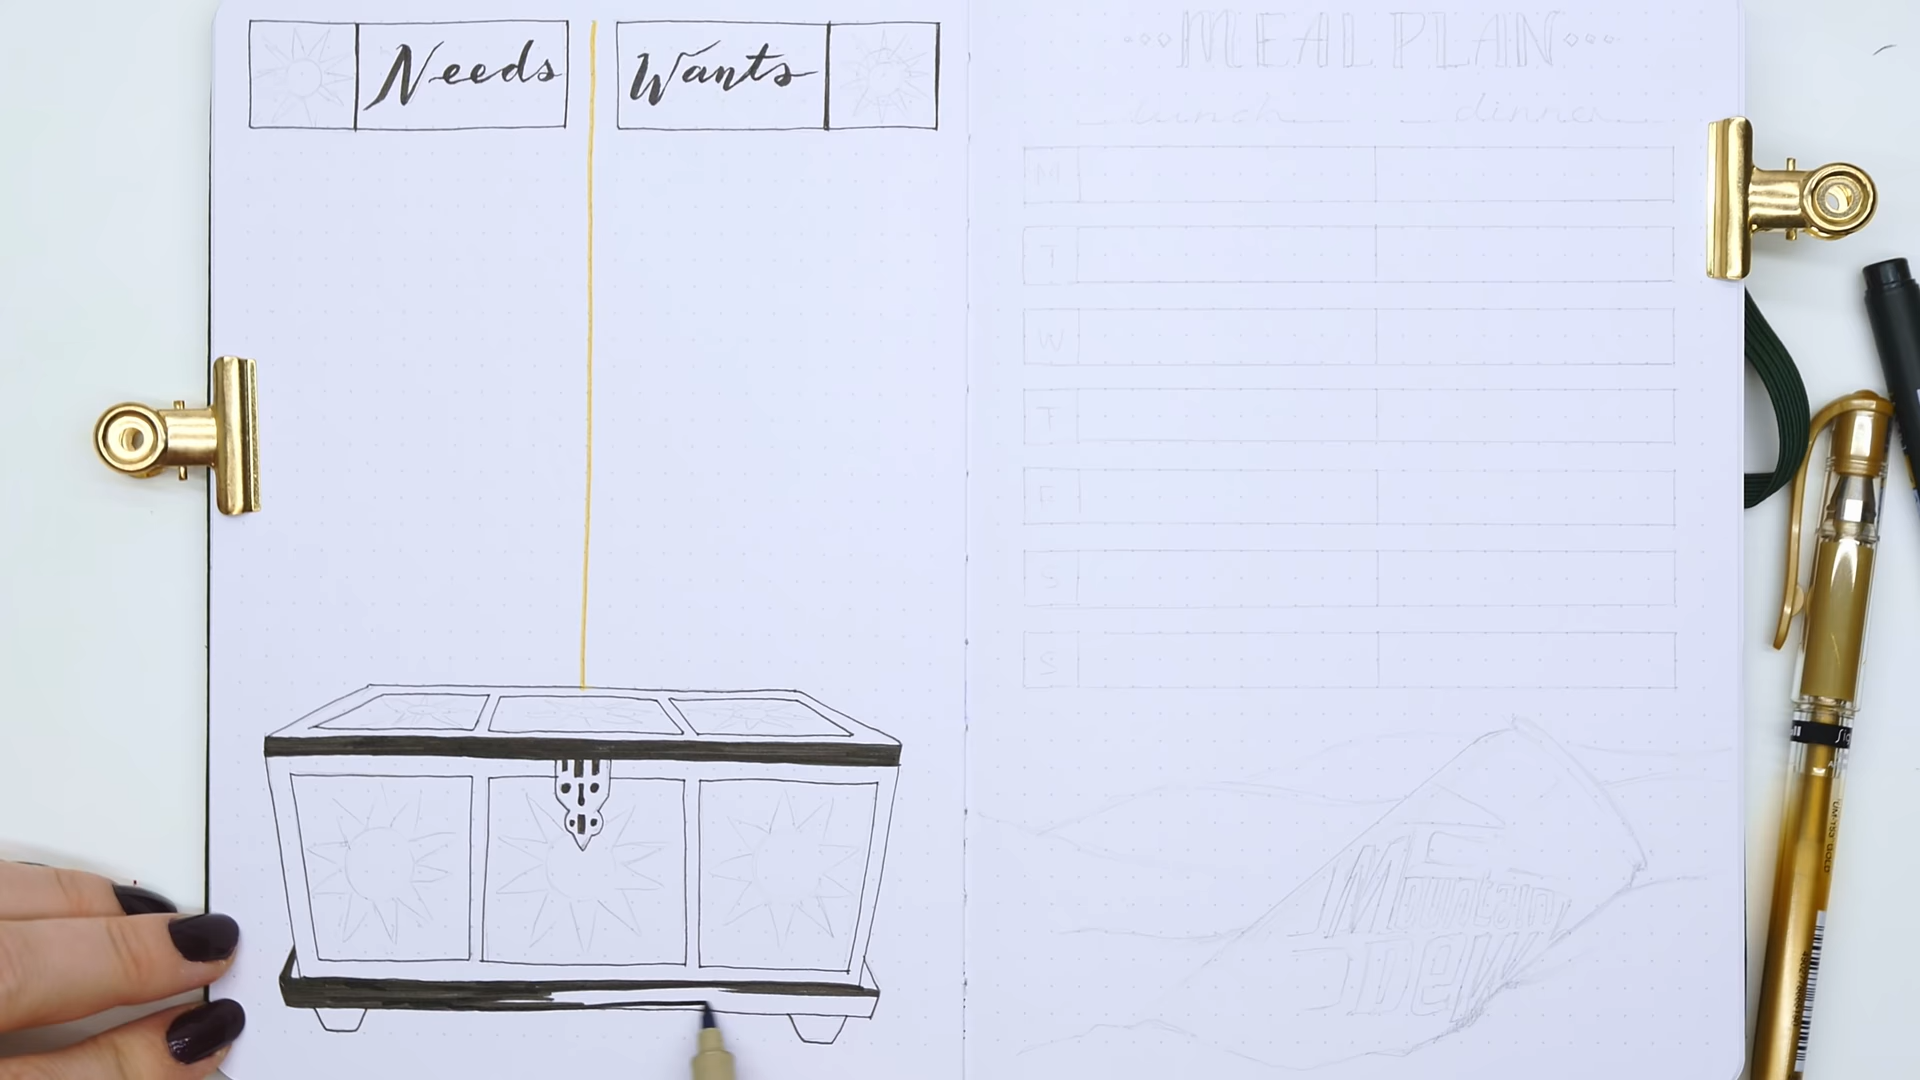 Needs
Wants
MEAL PLAN
lunch dinner
M
T
W
T
F
S
S
Mountain
Dew